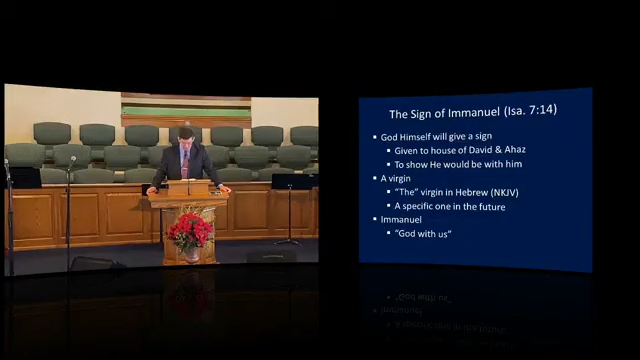 The Sign of Immanuel (Isa. 7:14)
▪ God Himself will give a sign
▪ Given to house of David & Ahaz
▪ To show He would be with him
▪ A virgin
▪ "The" virgin in Hebrew (NKJV)
▪ A specific one in the future
▪ Immanuel
▪ "God with us"